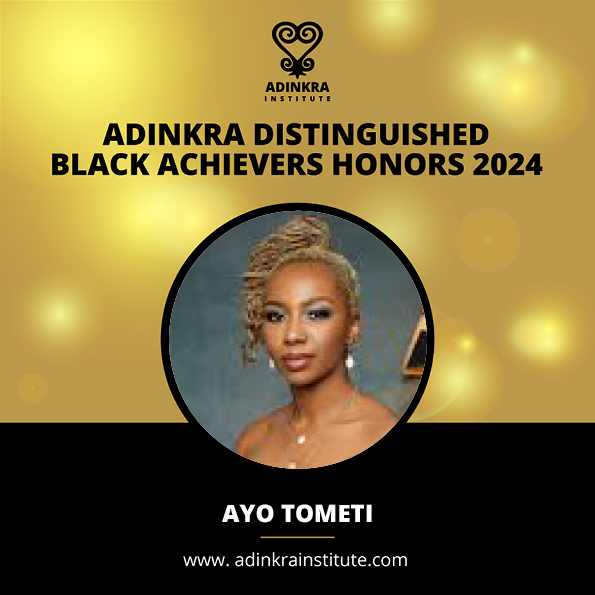 ADINKRA
INSTITUTE
ADINKRA DISTINGUISHED
BLACK ACHIEVERS HONORS 2024
AYO TOMETI
www. adinkrainstitute.com